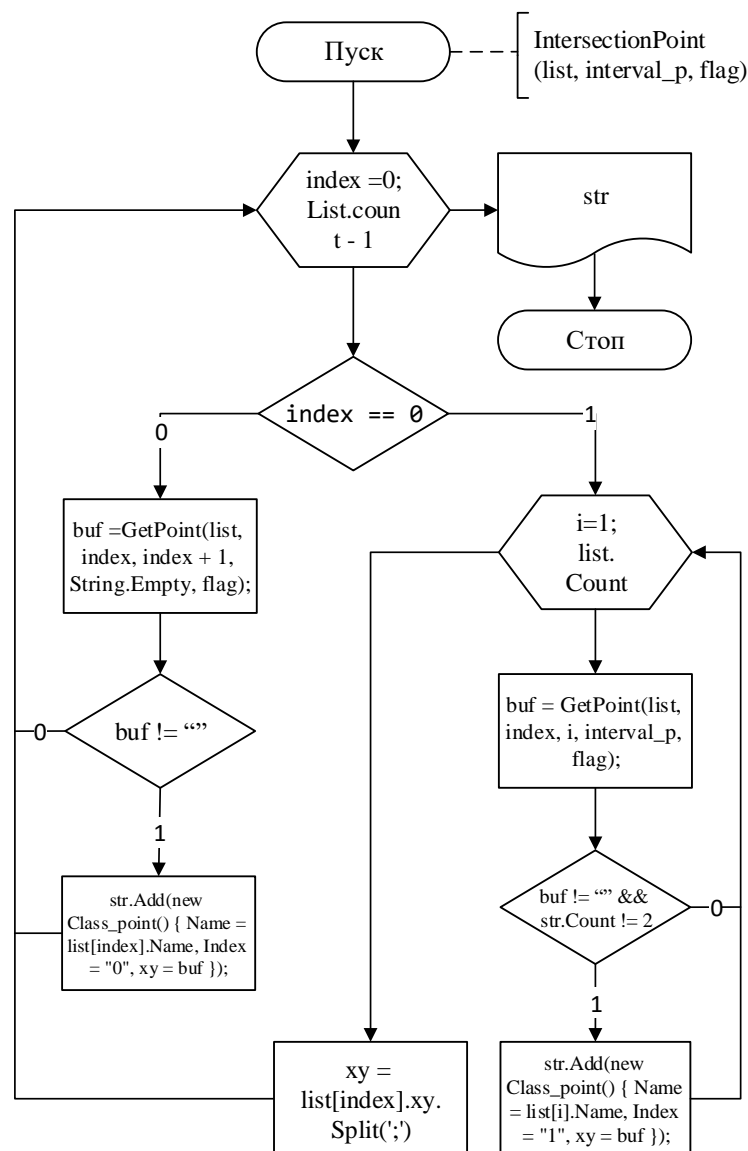 Пуск
IntersectionPoint
(list, interval_p, flag)
index =0;
List.coun
t - 1
str
Стоп
index == 0
0
1
buf =GetPoint(list,
index, index + 1,
String.Empty, flag);
i=1;
list.
Count
buf != “”
0
1
buf = GetPoint(list,
index, i, interval_p,
flag);
str.Add(new
Class_point() { Name =
list[index].Name, Index
= "0", xy = buf });
buf != “” &&
str.Count != 2
0
1
xy =
list[index].xy.
Split(';')
str.Add(new
Class_point() { Name
= list[i].Name, Index
= "1", xy = buf });